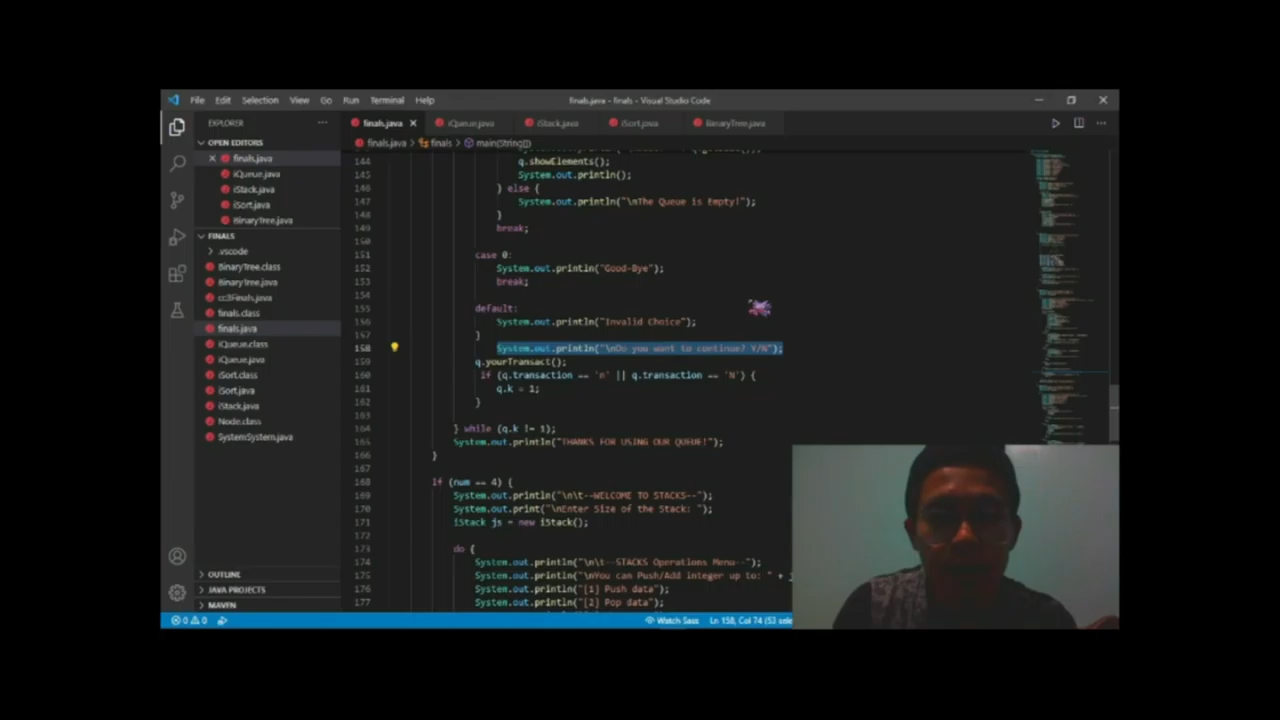 File Edit Selection View Go Run Terminal Help finals.java - finals - Visual Studio Code
EXPLORER
finals.java iQueue.java iStack.java iSort.java BinaryTree.java
OPEN EDITORS
finals.java
iQueue.java
iStack.java
iSort.java
BinaryTree.java
FINALS
.vscode
BinaryTree.class
BinaryTree.java
cc3Finals.java
finals.class
finals.java
iQueue.class
iQueue.java
iSort.class
iSort.java
iStack.java
Node.class
SystemSystem.java
OUTLINE
JAVA PROJECTS
MAVEN
finals.java > finals > main(String[])
144 q.showElements();
145 System.out.println();
146 } else {
147 System.out.println("\nThe Queue is Empty!");
148 }
149 break;
150
151 case 0:
152 System.out.println("Good-Bye");
153 break;
154
155 default:
156 System.out.println("Invalid Choice");
157 }
158 System.out.println("\nDo you want to continue? Y/N");
159 q.yourTransact();
160 if (q.transaction == 'n' || q.transaction == 'N') {
161 q.k = 1;
162 }
163
164 } while (q.k != 1);
165 System.out.println("THANKS FOR USING OUR QUEUE!");
166 }
167
168 if (num == 4) {
169 System.out.println("\n\t--WELCOME TO STACKS--");
170 System.out.print("\nEnter Size of the Stack: ");
171 iStack js = new iStack();
172
173 do {
174 System.out.println("\n\t--STACKS Operations Menu--");
175 System.out.println("\nYou can Push/Add integer up to: " + j
176 System.out.println("[1] Push data");
177 System.out.println("[2] Pop data");
0 0 Watch Sass Ln 158, Col 74 (53 sele